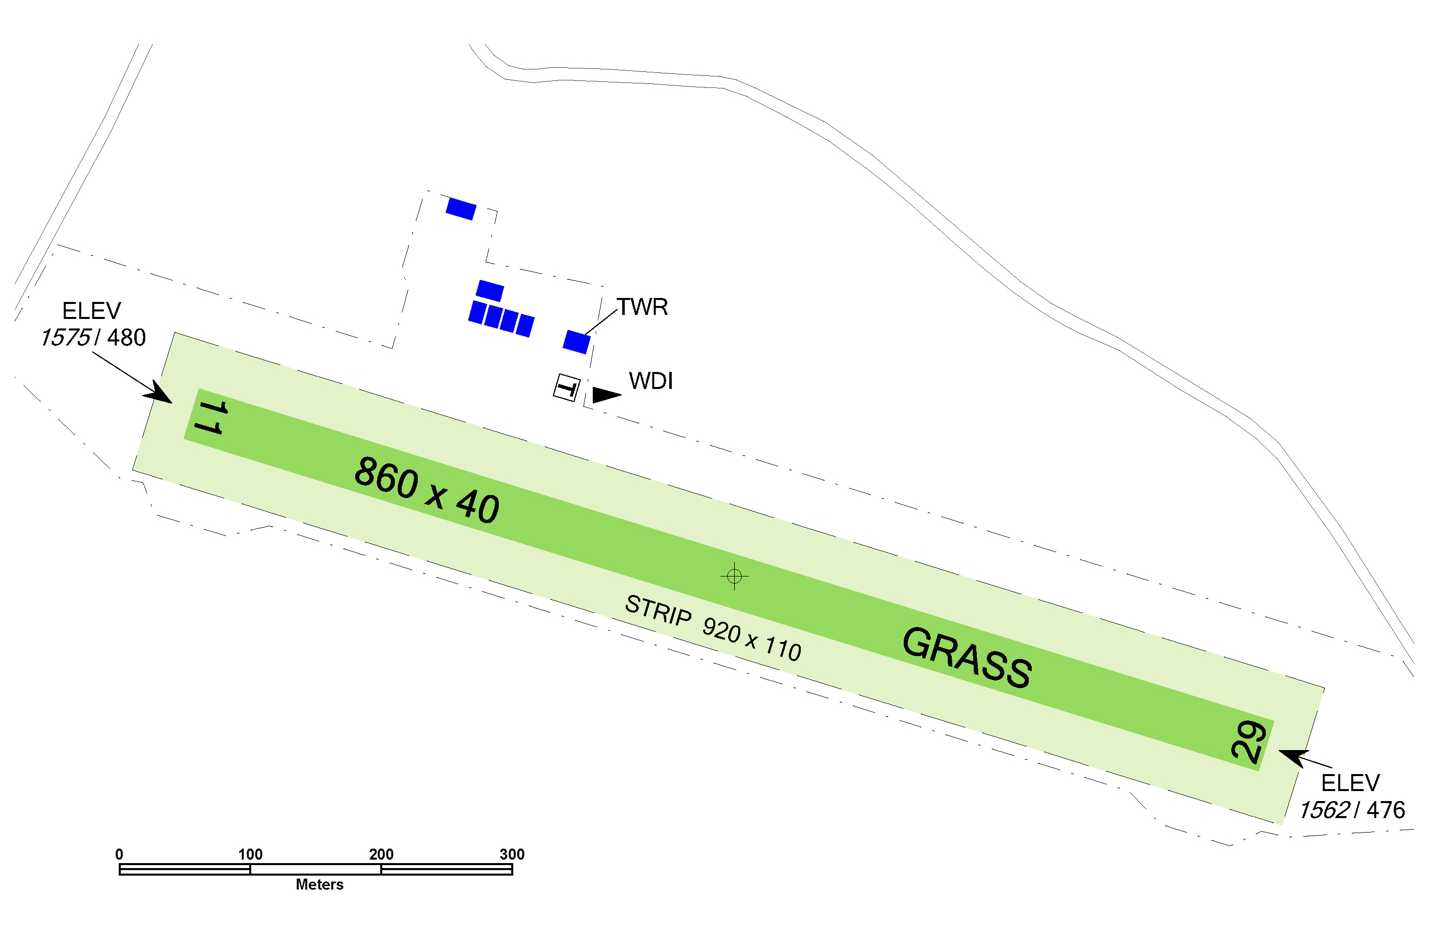 TWR
ELEV
1575 / 480
WDI
T
11
860 x 40
STRIP 920 x 110
GRASS
29
ELEV
1562 / 476
0 100 200 300
Meters